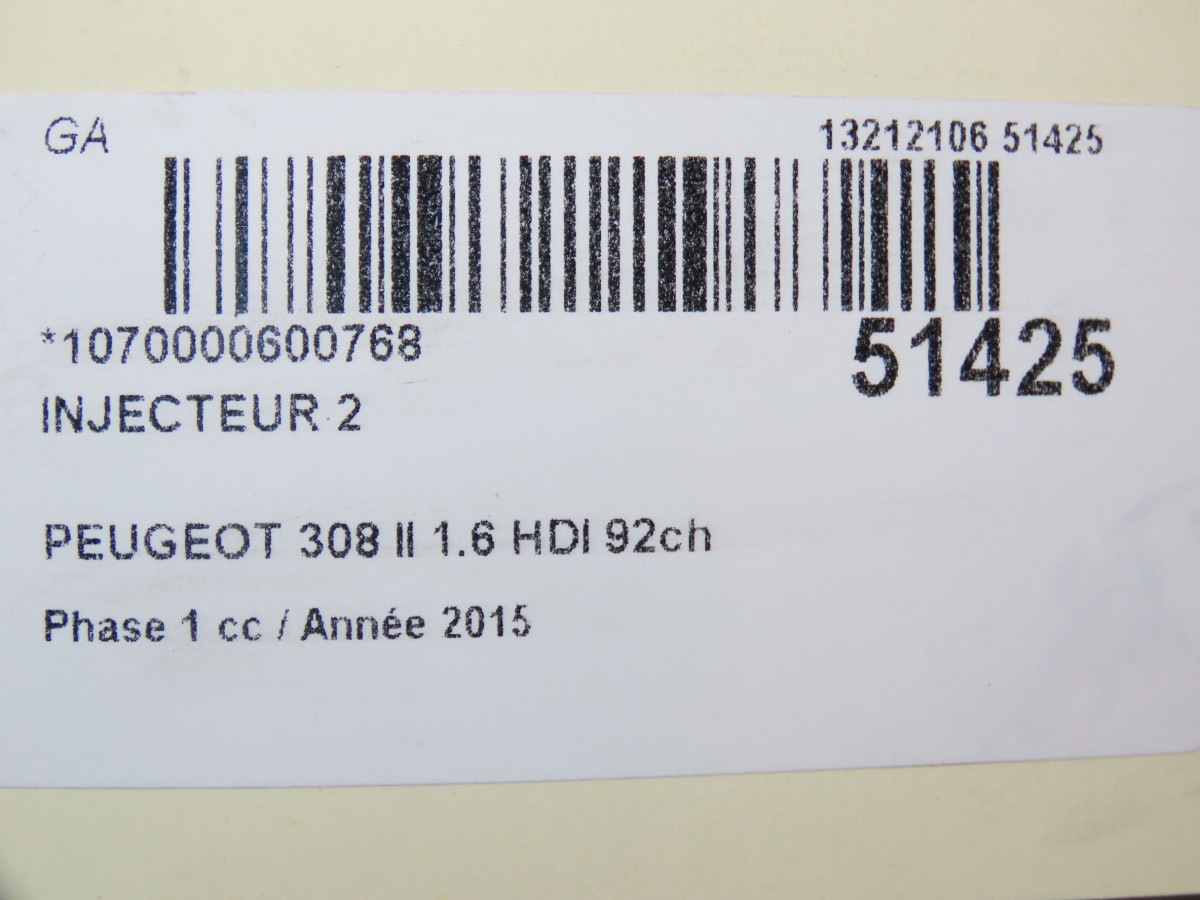 GA
13212106 51425
*1070000600768
51425
INJECTEUR 2
PEUGEOT 308 II 1.6 HDI 92ch
Phase 1 cc / Année 2015